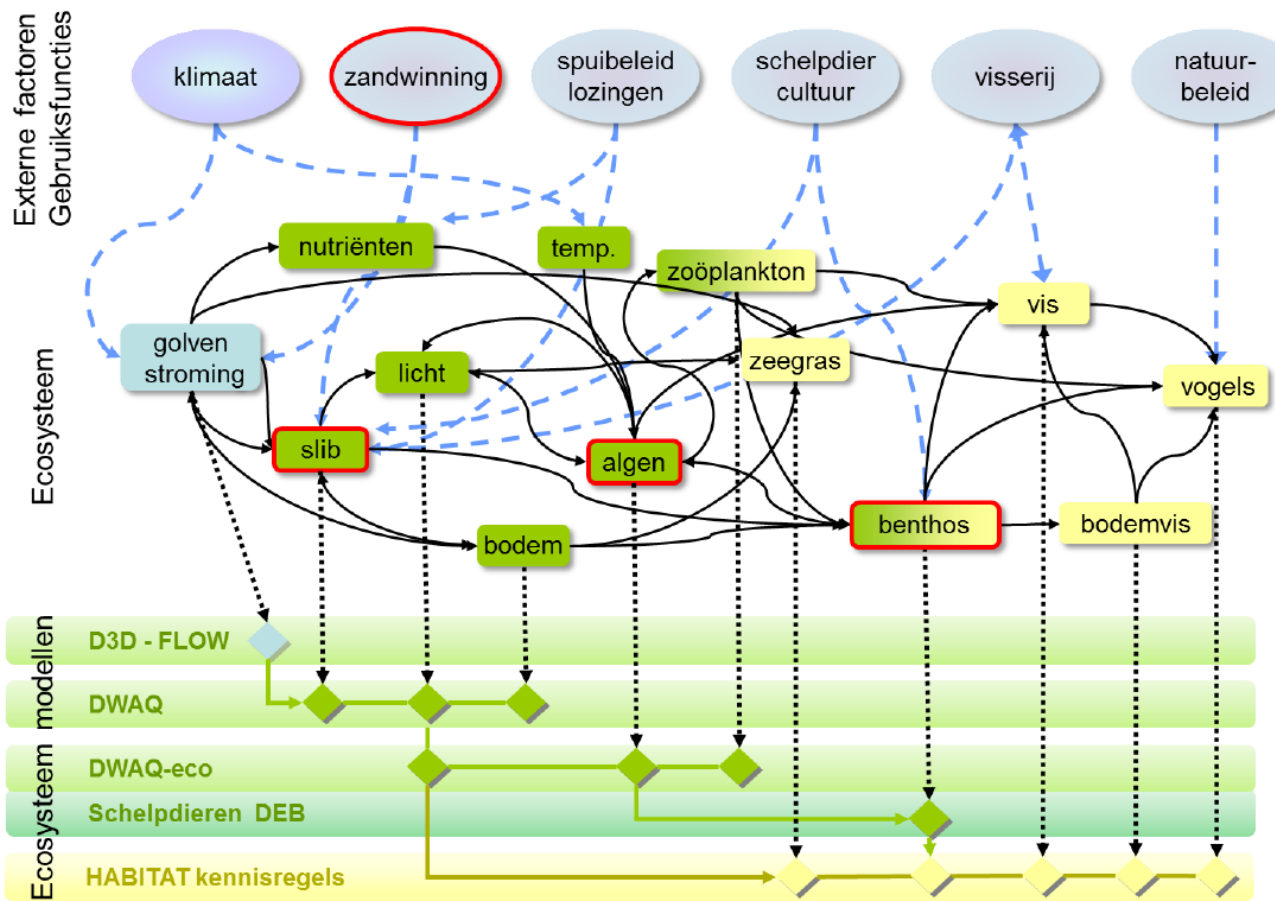 Externe factoren
Gebruiksfuncties
klimaat
zandwinning
spuibeleid
lozingen
schelpdier
cultuur
visserij
natuur-
beleid
Ecosysteem
nutriënten
temp.
zoöplankton
vis
golven
stroming
licht
zeegras
vogels
slib
algen
bodem
benthos
bodemvis
Ecosysteem modellen
D3D - FLOW
DWAQ
DWAQ-eco
Schelpdieren DEB
HABITAT kennisregels